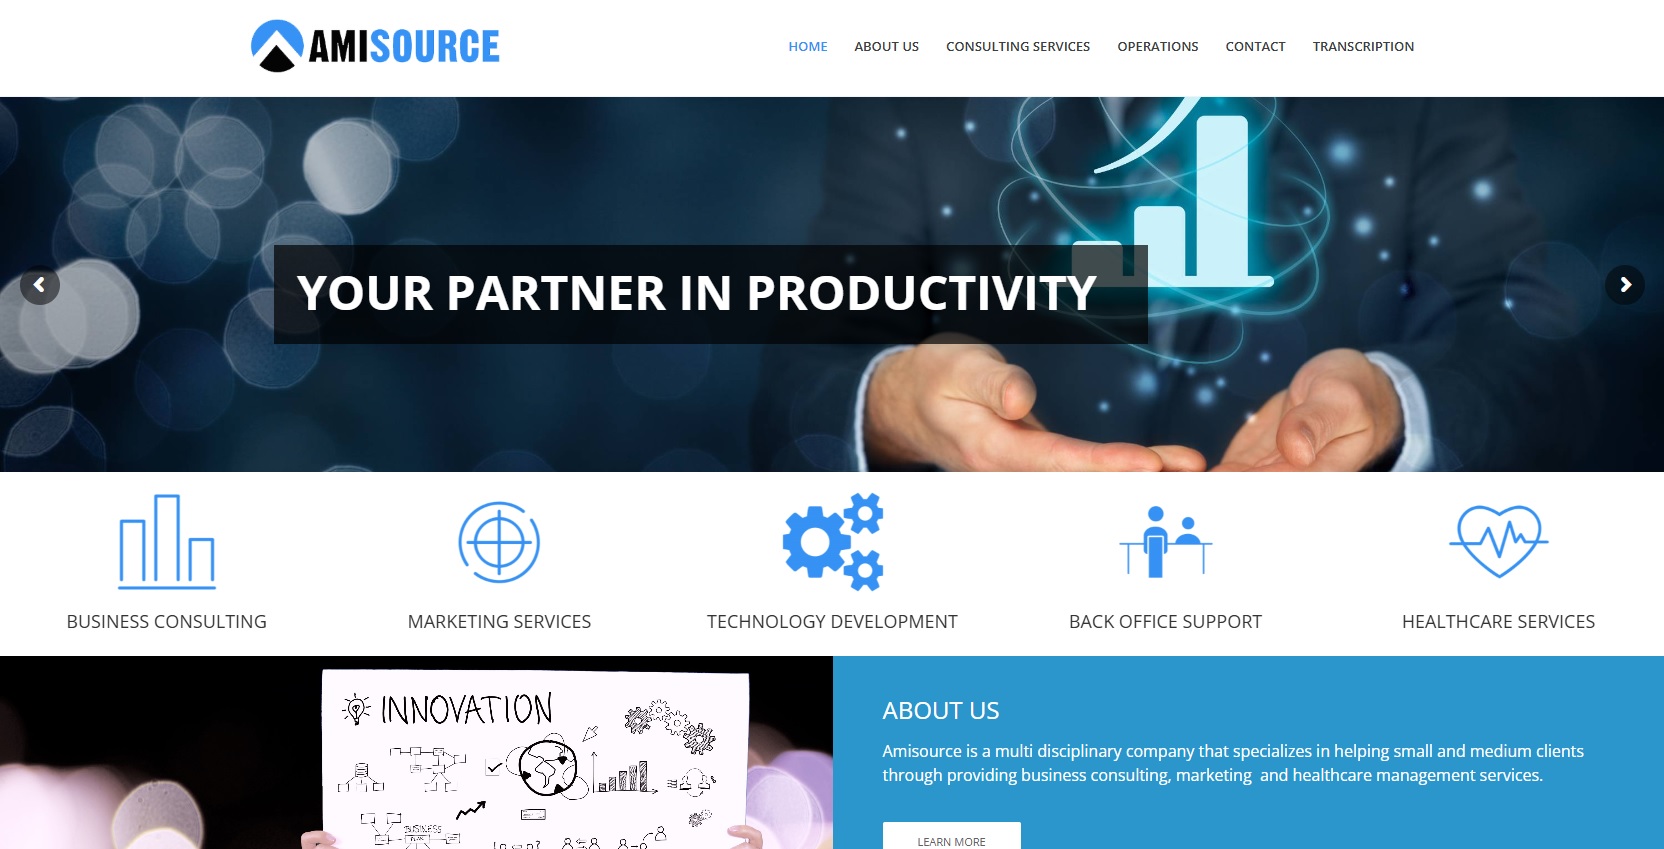 AMISOURCE
HOME ABOUT US CONSULTING SERVICES OPERATIONS CONTACT TRANSCRIPTION
YOUR PARTNER IN PRODUCTIVITY
BUSINESS CONSULTING MARKETING SERVICES TECHNOLOGY DEVELOPMENT BACK OFFICE SUPPORT HEALTHCARE SERVICES
INNOVATION
BUSINESS
ABOUT US
Amisource is a multi disciplinary company that specializes in helping small and medium clients
through providing business consulting, marketing and healthcare management services.
LEARN MORE